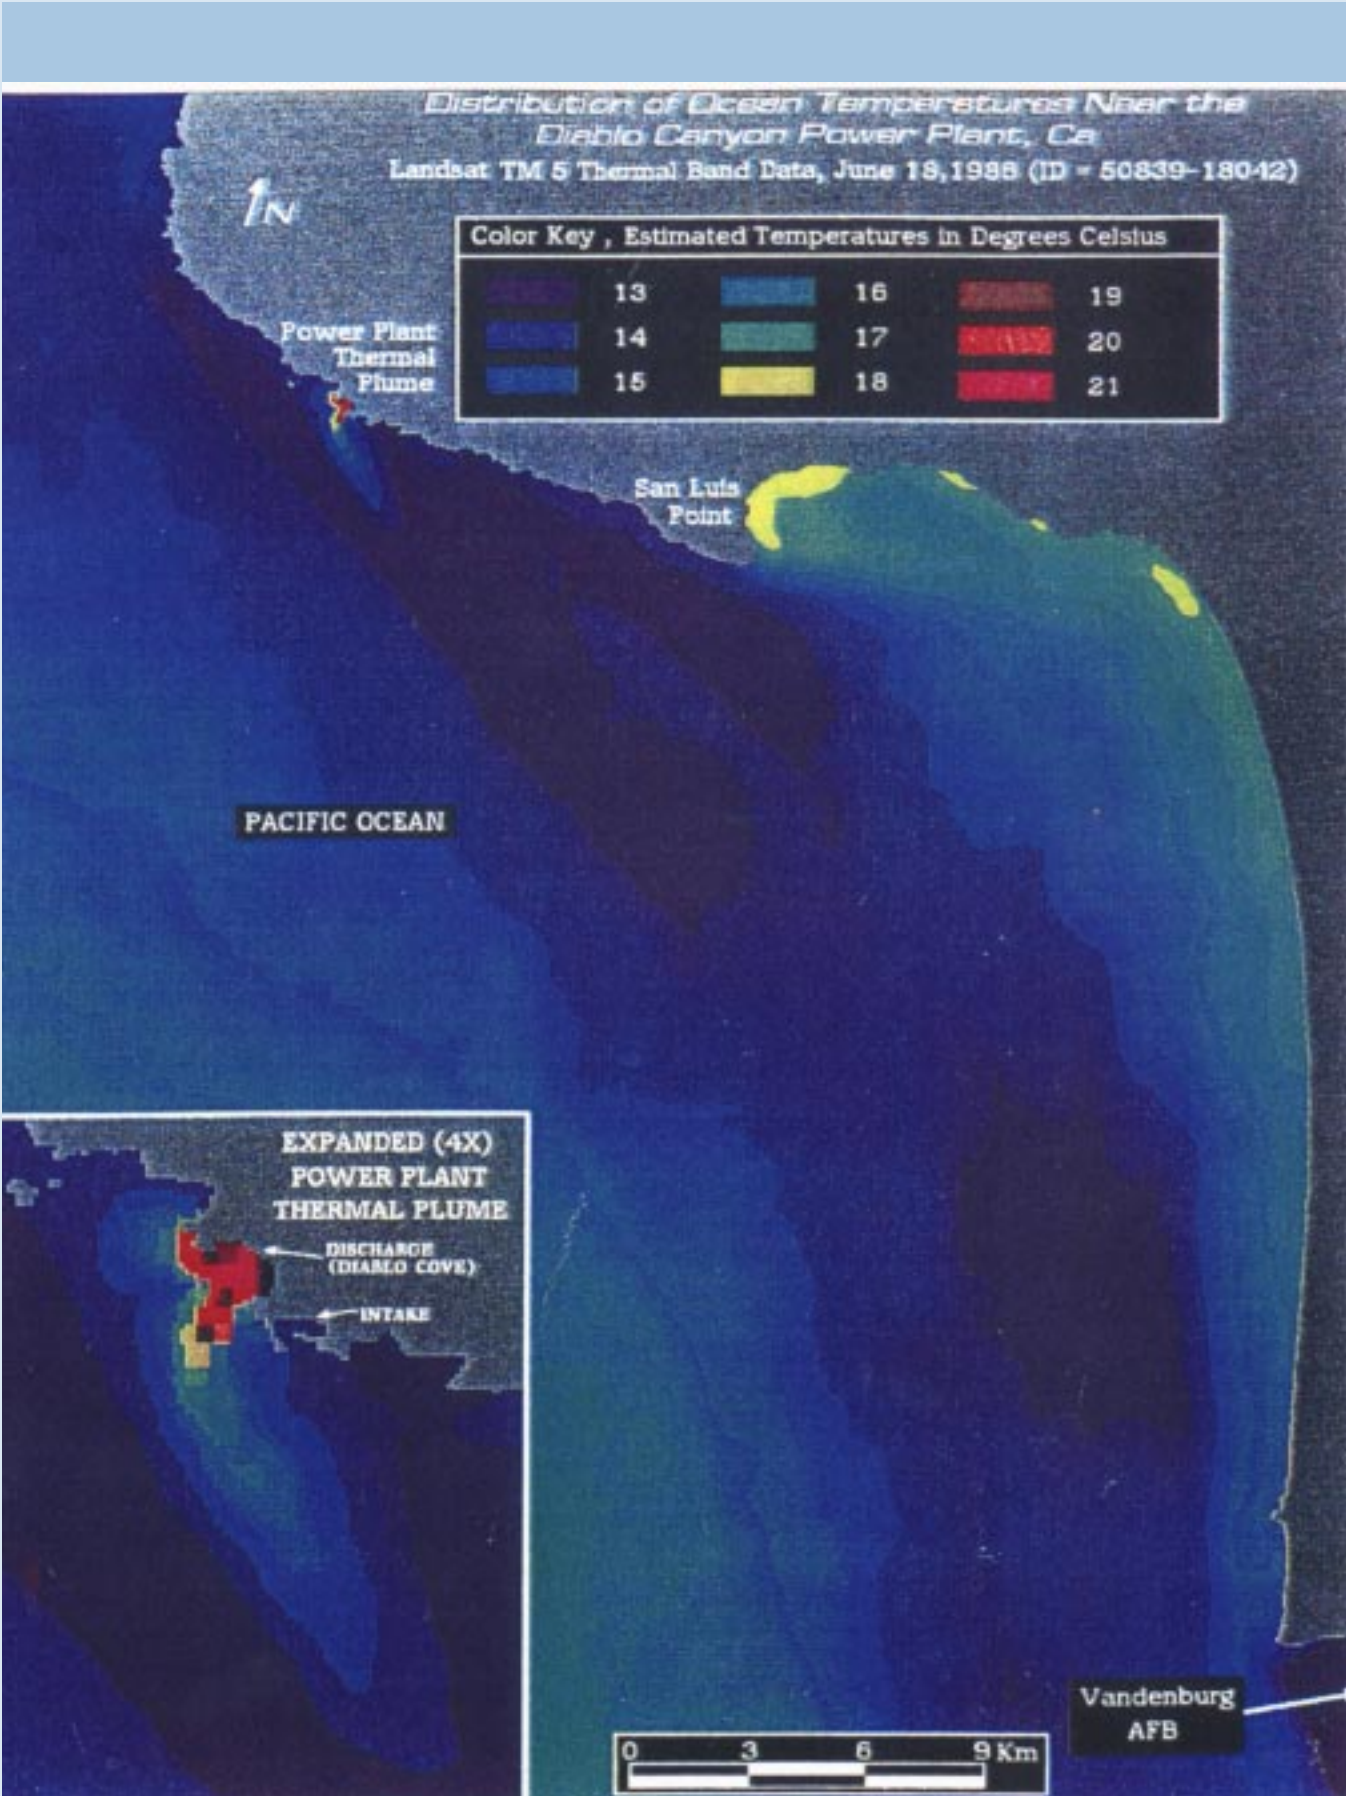 Distribution of Ocean Temperatures Near the
Diablo Canyon Power Plant, Ca
Landsat TM 5 Thermal Band Data, June 18,1986 (ID = 50839-18042)
N
Color Key , Estimated Temperatures in Degrees Celsius
13 16 19
14 17 20
15 18 21
Power Plant
Thermal
Plume
San Luis
Point
PACIFIC OCEAN
EXPANDED (4X)
POWER PLANT
THERMAL PLUME
DISCHARGE
(DIABLO COVE)
INTAKE
Vandenburg
AFB
0 3 6 9 Km